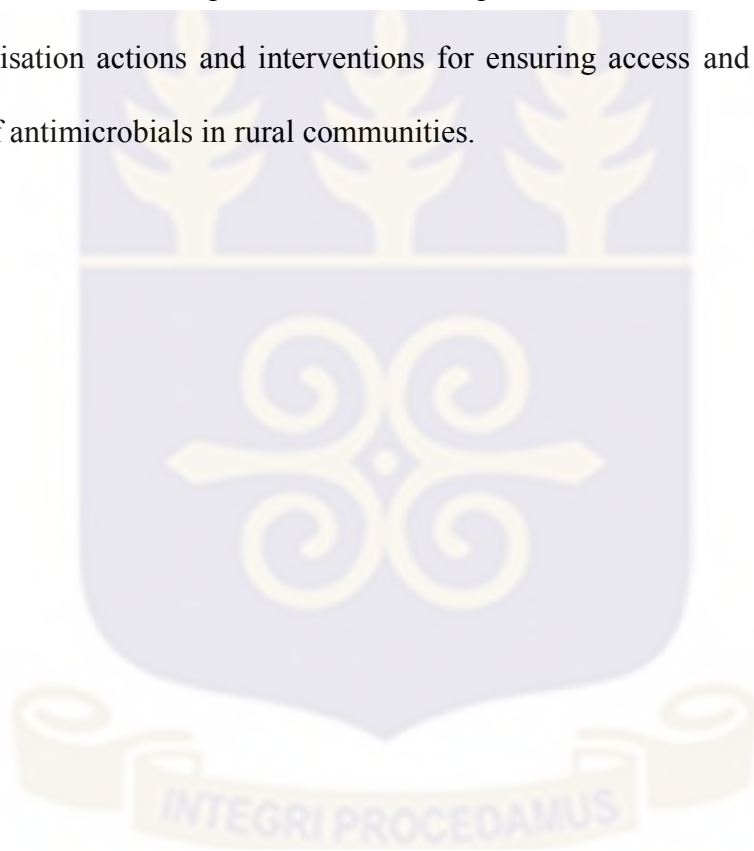 isation actions and interventions for ensuring access and
f antimicrobials in rural communities.
INTEGRI PROCEDAMUS